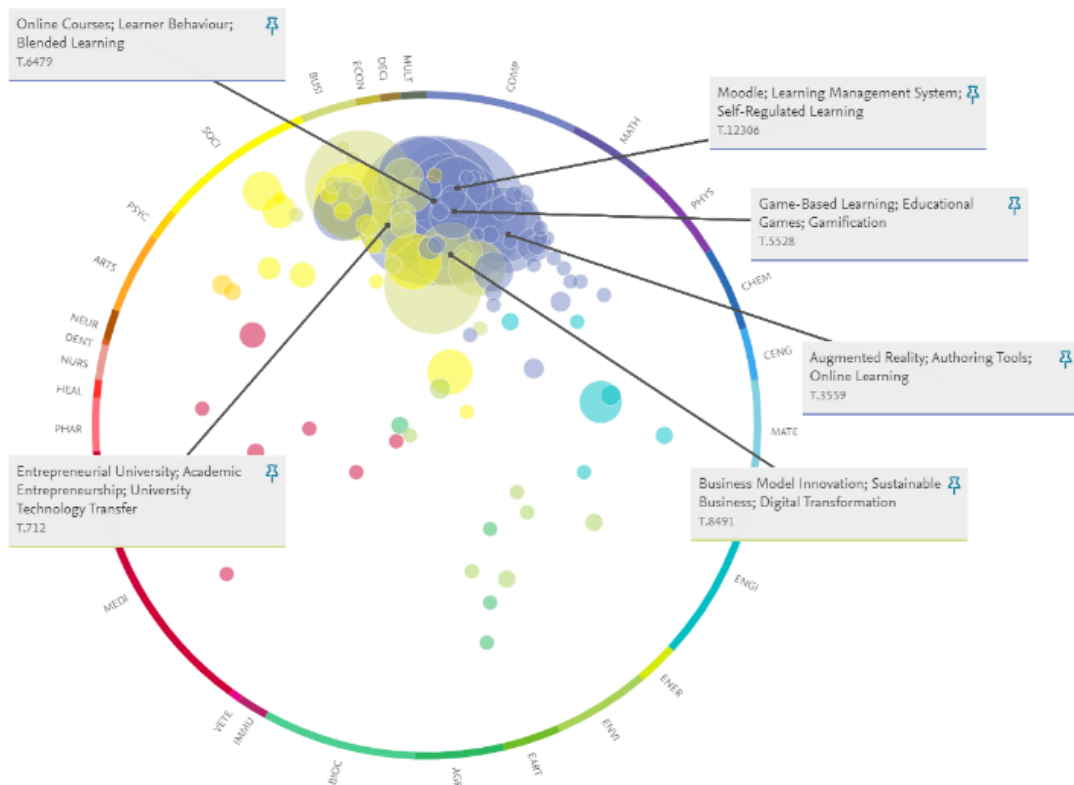 Online Courses; Learner Behaviour;
Blended Learning
T.6479
Moodle; Learning Management System;
Self-Regulated Learning
T.12306
Game-Based Learning; Educational
Games; Gamification
T.5528
Augmented Reality; Authoring Tools;
Online Learning
T.3559
Business Model Innovation; Sustainable
Business; Digital Transformation
T.8491
Entrepreneurial University; Academic
Entrepreneurship; University
Technology Transfer
T.712
COMP
MATH
PHYS
CHEM
CENG
MATE
ENGI
ENER
ENVI
EART
AGR
BIOC
IMMU
VETE
MEDI
PHAR
HEAL
NURS
DENT
NEUR
ARTS
PSYC
SOCI
BUSI
ECON
DECI
MULT